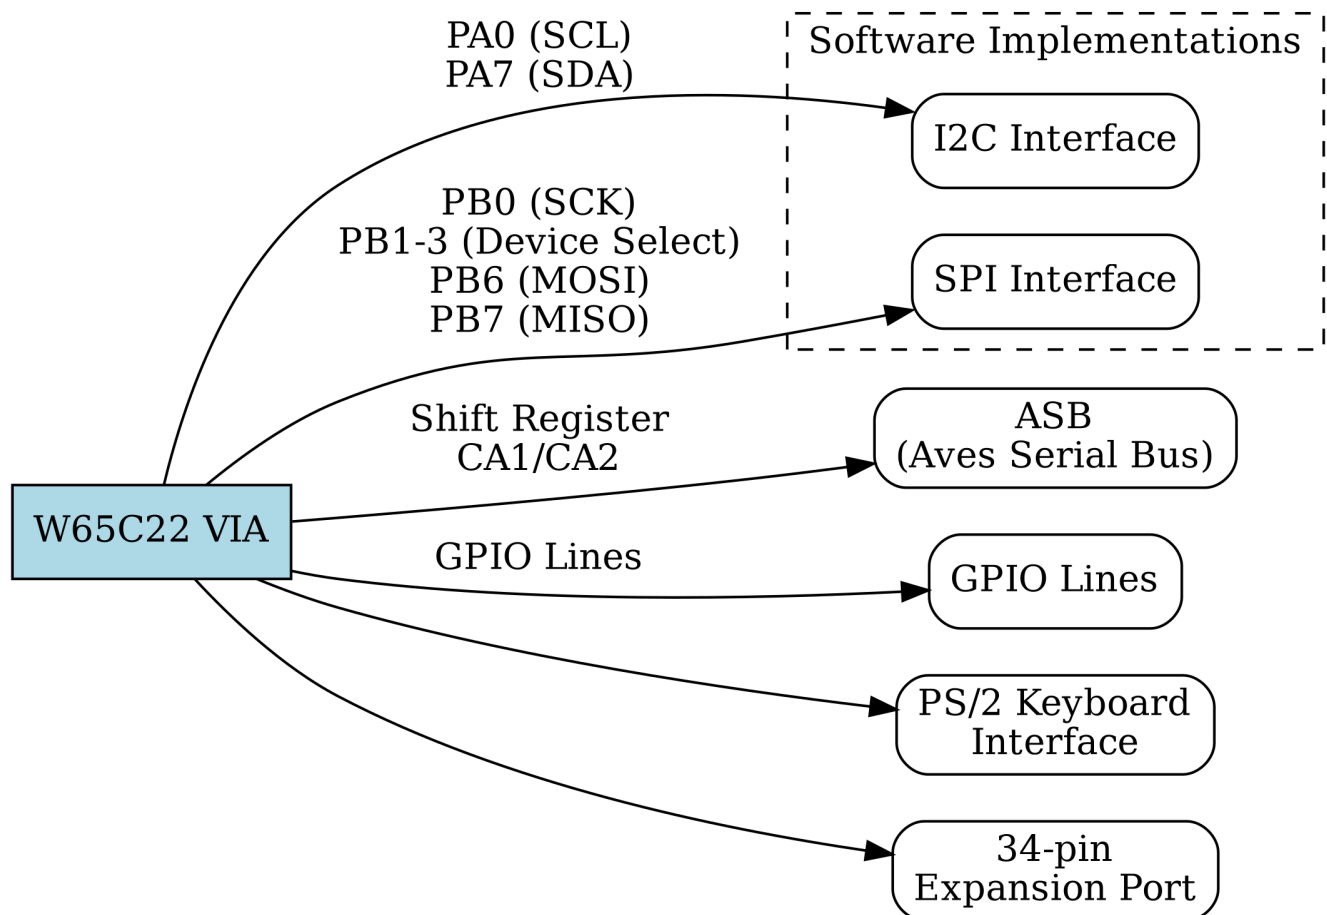 PA0 (SCL)
PA7 (SDA)
Software Implementations
I2C Interface
PB0 (SCK)
PB1-3 (Device Select)
PB6 (MOSI)
PB7 (MISO)
SPI Interface
Shift Register
CA1/CA2
ASB
(Aves Serial Bus)
W65C22 VIA
GPIO Lines
GPIO Lines
PS/2 Keyboard
Interface
34-pin
Expansion Port